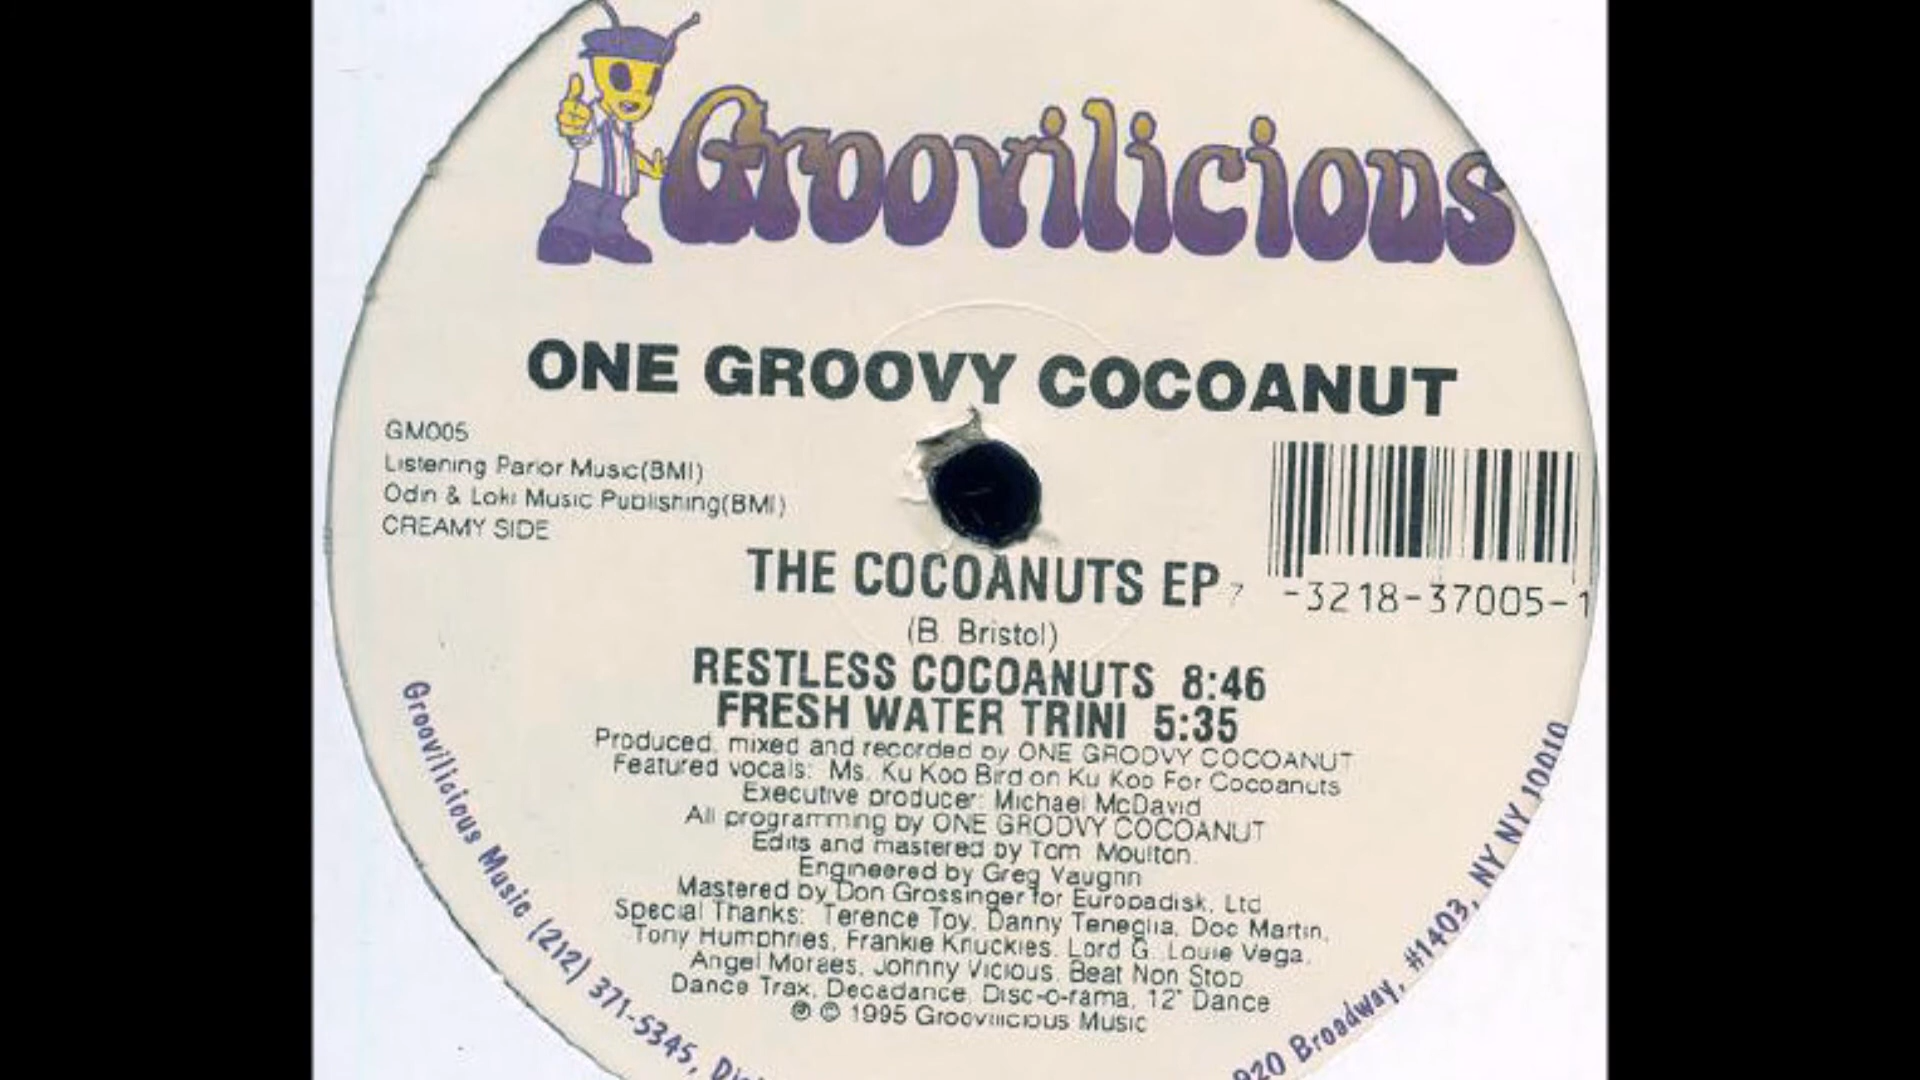 Groovilicious
ONE GROOVY COCOANUT
GM005
Listening Parlor Music(BMI)
Odin & Loki Music Publishing(BMI)
CREAMY SIDE
7 -3218-37005-1
THE COCOANUTS EP
(B. Bristol)
RESTLESS COCOANUTS 8:46
FRESH WATER TRINI 5:35
Produced, mixed and recorded by ONE GROOVY COCOANUT
Featured vocals: Ms. Ku Koo Bird on Ku Koo For Cocoanuts
Executive producer: Michael McDavid
All programming by ONE GROOVY COCOANUT
Edits and mastered by Tom Moulton.
Engineered by Greg Vaughn
Mastered by Don Grossinger for Europadisk, Ltd
Special Thanks: Terence Toy, Danny Teneglia, Doc Martin,
Tony Humphries, Frankie Knuckles, Lord G, Louie Vega,
Angel Moraes, Johnny Vicious, Beat Non Stop
Dance Trax, Decadance, Disc-o-rama, 12" Dance
℗ © 1995 Groovilicious Music
Groovilicious Music (212) 371-5345,
920 Broadway, #1403, NY NY 10010